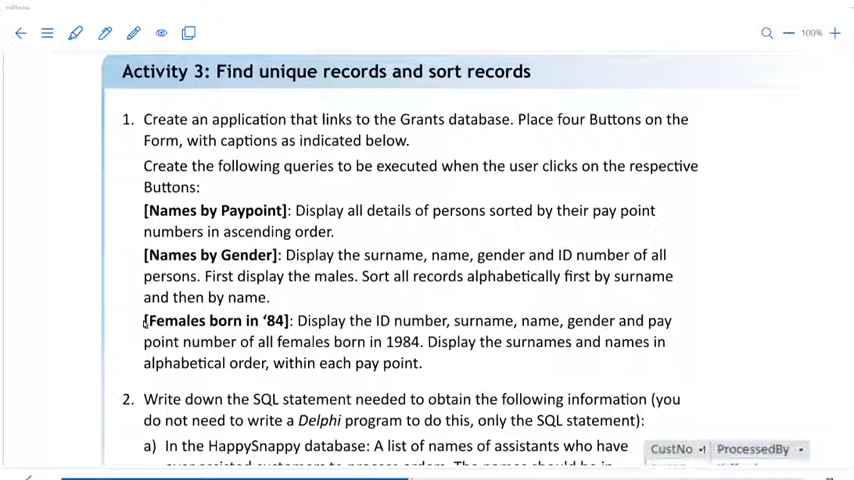 100%
Activity 3: Find unique records and sort records
1. Create an application that links to the Grants database. Place four Buttons on the
Form, with captions as indicated below.
Create the following queries to be executed when the user clicks on the respective
Buttons:
[Names by Paypoint]: Display all details of persons sorted by their pay point
numbers in ascending order.
[Names by Gender]: Display the surname, name, gender and ID number of all
persons. First display the males. Sort all records alphabetically first by surname
and then by name.
[Females born in ‘84]: Display the ID number, surname, name, gender and pay
point number of all females born in 1984. Display the surnames and names in
alphabetical order, within each pay point.
2. Write down the SQL statement needed to obtain the following information (you
do not need to write a Delphi program to do this, only the SQL statement):
a) In the HappySnappy database: A list of names of assistants who have
CustNo ProcessedBy